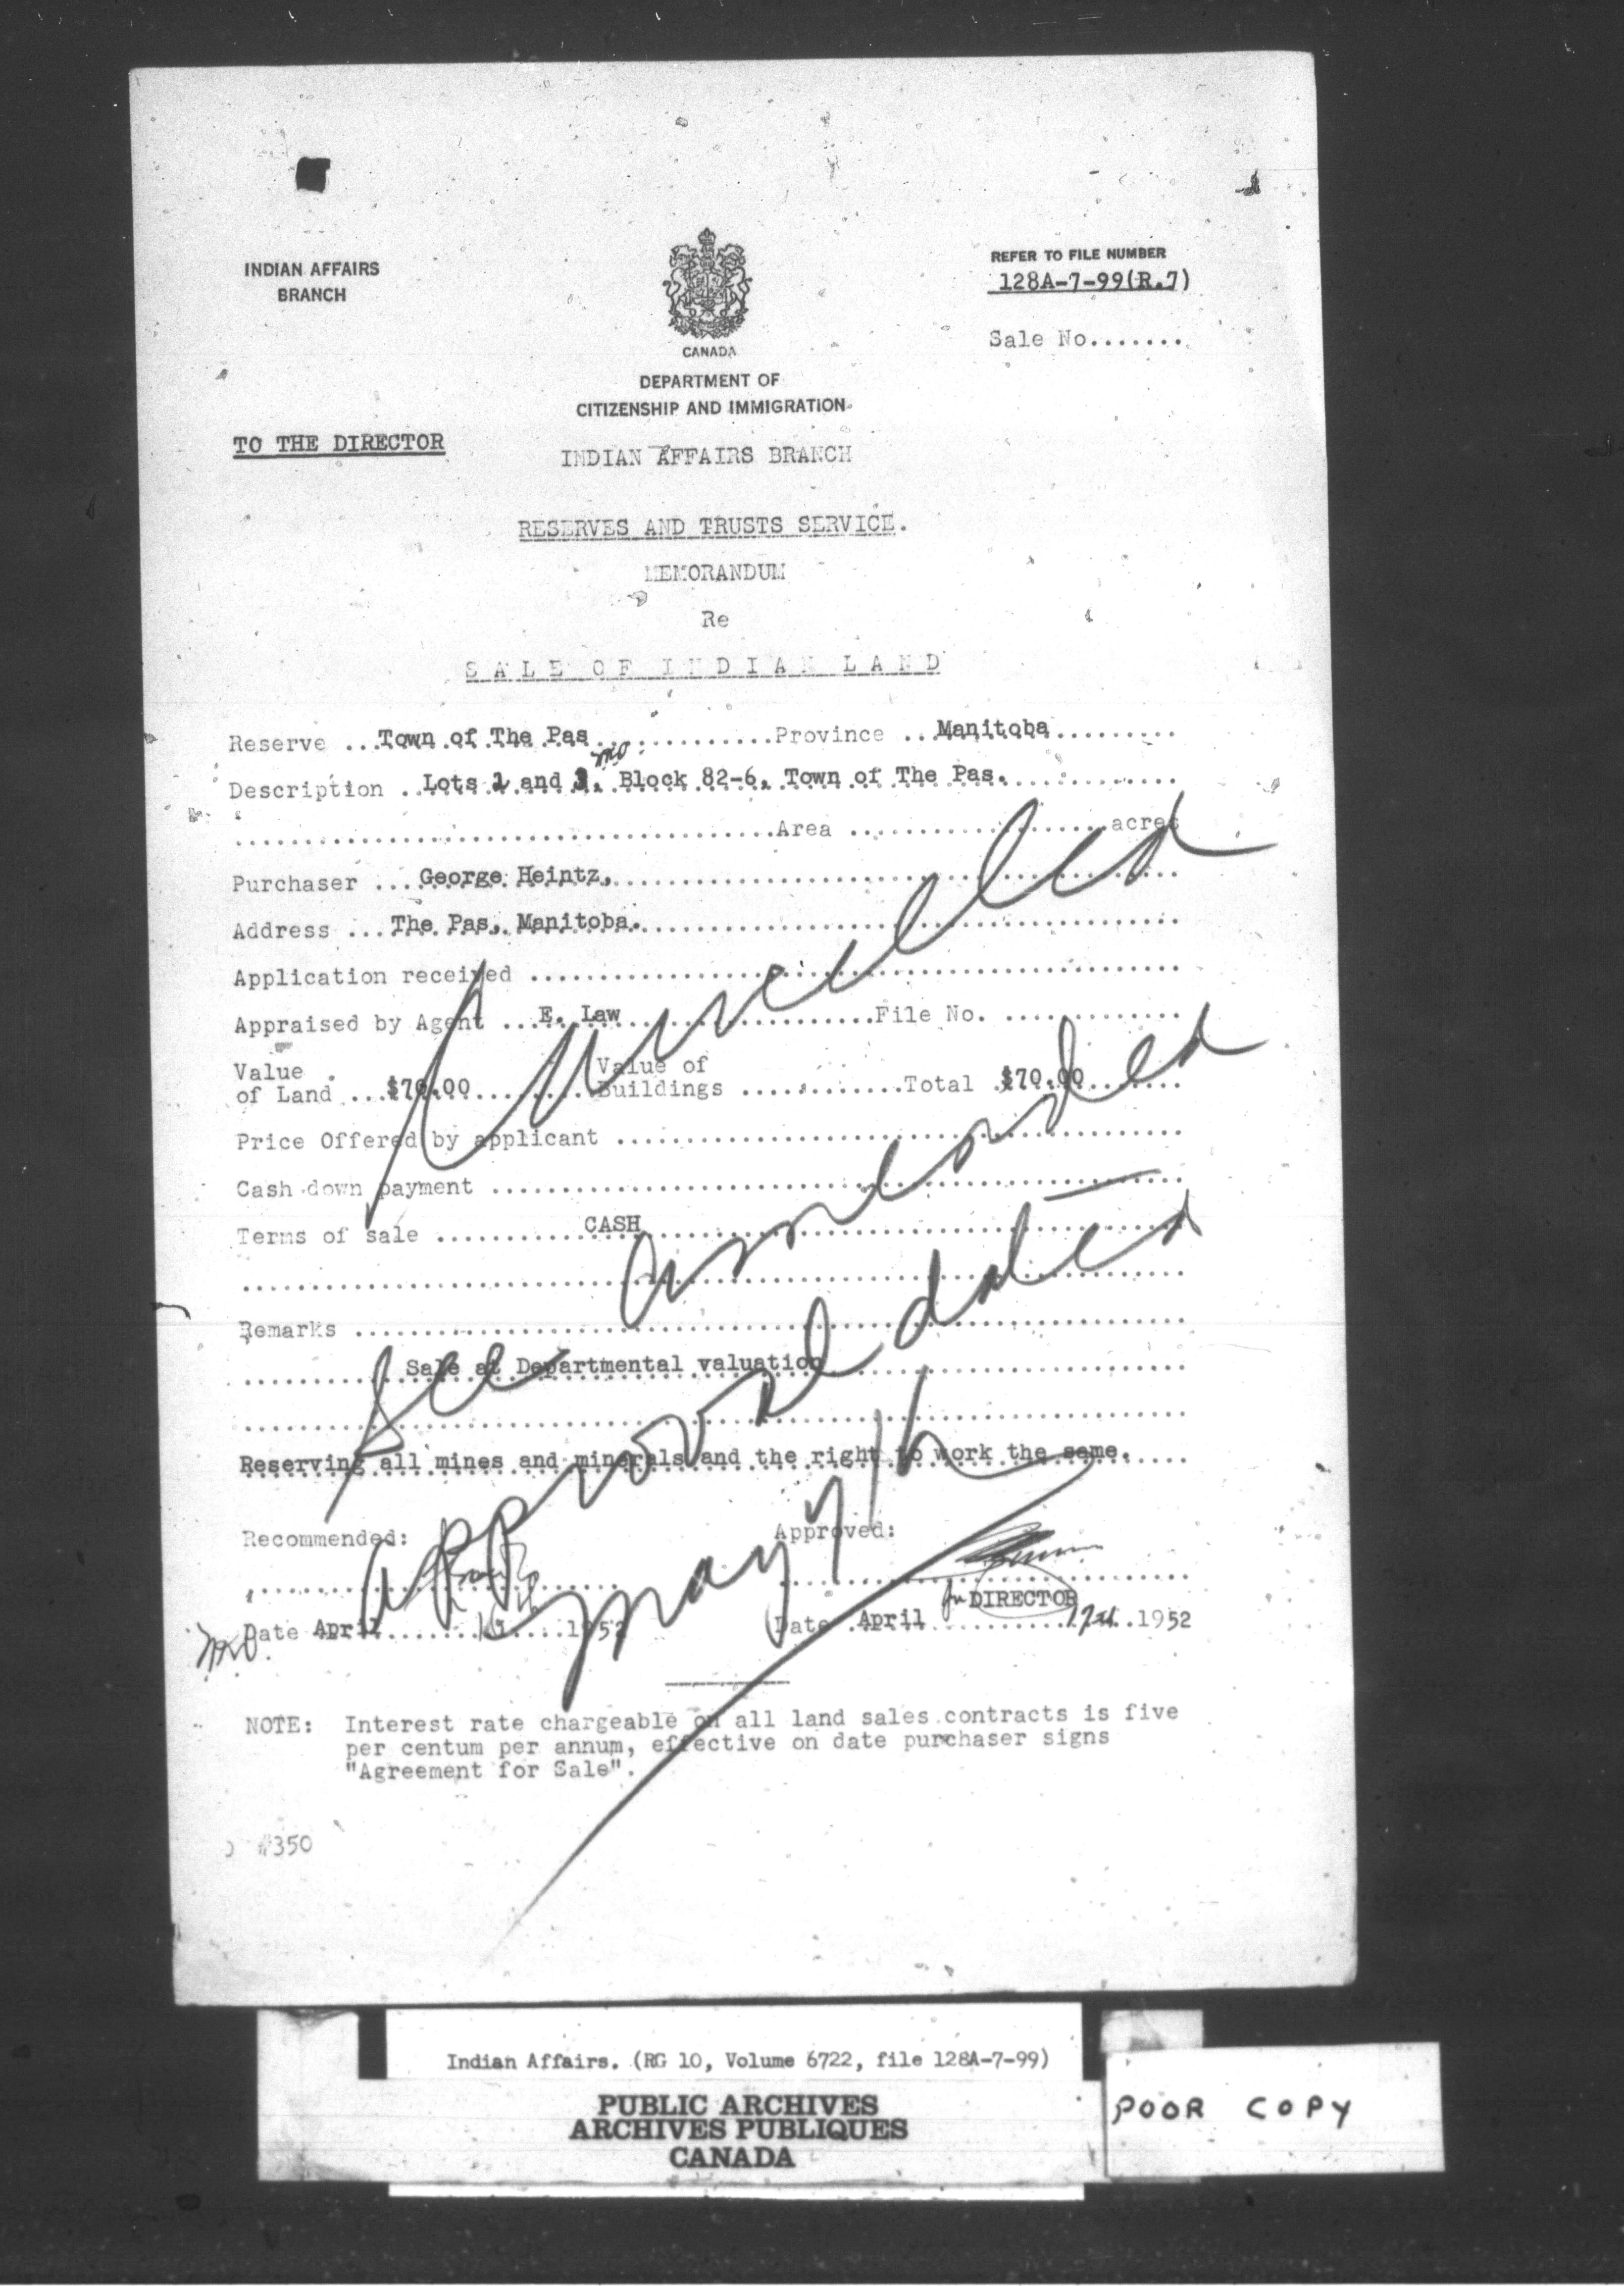 INDIAN AFFAIRS
BRANCH
REFER TO FILE NUMBER
128A-7-99(R.7)
Sale No.......
CANADA
DEPARTMENT OF
CITIZENSHIP AND IMMIGRATION
TO THE DIRECTOR
INDIAN AFFAIRS BRANCH
RESERVES AND TRUSTS SERVICE.
MEMORANDUM
Re
SALE OF INDIAN LAND
Reserve ...Town of The Pas..............Province ..Manitoba.........
Description ..Lots and Block 82-6, Town of The Pas.............
....................................Area ....................acres
Purchaser ....George Heintz,....................................
Address ...The Pas, Manitoba....................................
Application received ...........................................
Appraised by Agent ...E. Law.................File No. .............
Value of Land ...$70.00..........Value of Buildings .............Total .$70.00.......
Price Offered by applicant .....................................
Cash down payment ..............................................
Terms of sale ............CASH..................................
................................................................
Remarks ........................................................
............Sale at Departmental valuation......................
................................................................
Reserving all mines and minerals and the right to work the same.....
Cancelled
See amended
approval dated
May 1/52
Recommended:
Approved:
for DIRECTOR
Date April ............1952
Date April ....17th..1952
NOTE: Interest rate chargeable on all land sales contracts is five
per centum per annum, effective on date purchaser signs
"Agreement for Sale".
#350
Indian Affairs. (RG 10, Volume 6722, file 128A-7-99)
PUBLIC ARCHIVES
ARCHIVES PUBLIQUES
CANADA
POOR COPY